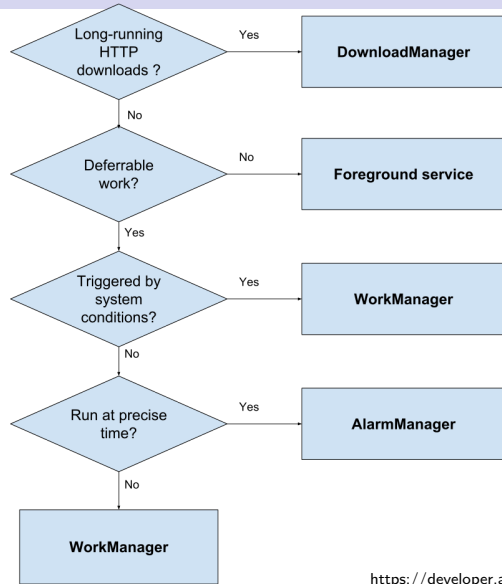 Long-running
HTTP
downloads ?
Yes
DownloadManager
No
Deferrable
work?
No
Foreground service
Yes
Triggered by
system
conditions?
Yes
WorkManager
No
Run at precise
time?
Yes
AlarmManager
No
WorkManager
https://developer.a